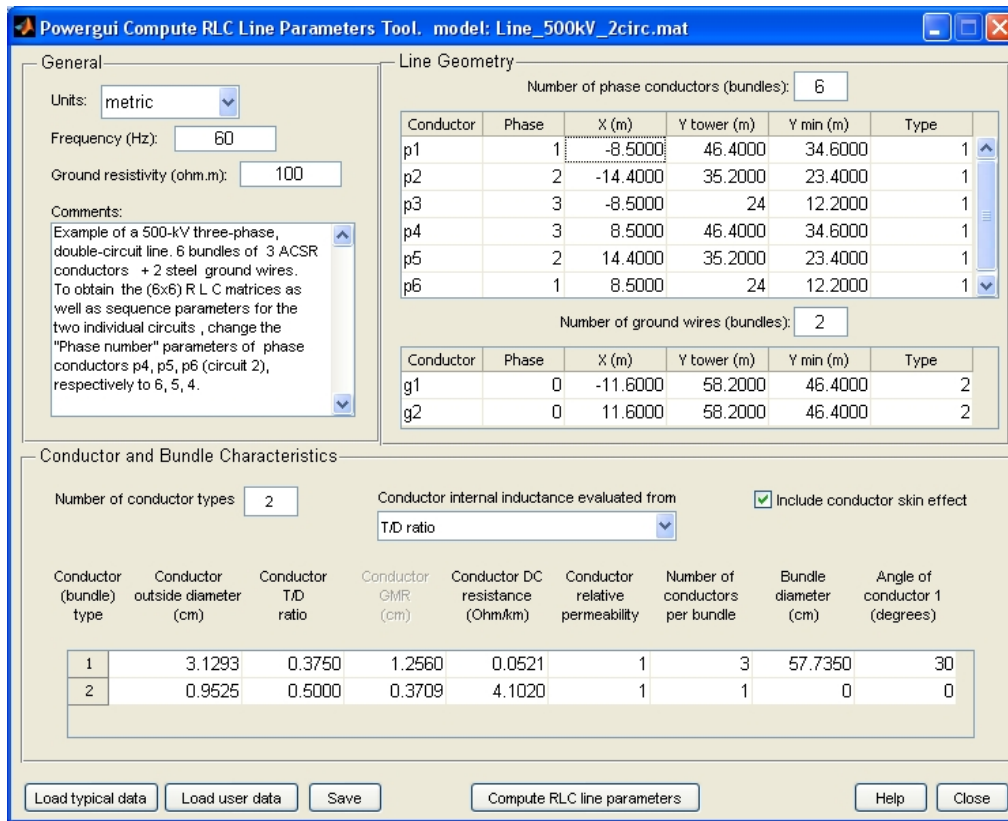 Powergui Compute RLC Line Parameters Tool.  model: Line_500kV_2circ.mat
General
Units: metric
Frequency (Hz): 60
Ground resistivity (ohm.m): 100
Comments:
Example of a 500-kV three-phase,
double-circuit line. 6 bundles of  3 ACSR
conductors  + 2 steel ground wires.
To obtain the (6x6) R L C matrices as
well as sequence parameters for the
two individual circuits , change the
"Phase number" parameters of phase
conductors p4, p5, p6 (circuit 2),
respectively to 6, 5, 4.
Line Geometry
Number of phase conductors (bundles): 6
Conductor Phase X (m) Y tower (m) Y min (m) Type
p1 1 -8.5000 46.4000 34.6000 1
p2 2 -14.4000 35.2000 23.4000 1
p3 3 -8.5000 24 12.2000 1
p4 3 8.5000 46.4000 34.6000 1
p5 2 14.4000 35.2000 23.4000 1
p6 1 8.5000 24 12.2000 1
Number of ground wires (bundles): 2
Conductor Phase X (m) Y tower (m) Y min (m) Type
g1 0 -11.6000 58.2000 46.4000 2
g2 0 11.6000 58.2000 46.4000 2
Conductor and Bundle Characteristics
Number of conductor types 2
Conductor internal inductance evaluated from
T/D ratio
Include conductor skin effect
Conductor Conductor Conductor Conductor Conductor DC Conductor Number of Bundle Angle of
(bundle) outside diameter T/D GMR resistance relative conductors diameter conductor 1
type (cm) ratio (cm) (Ohm/km) permeability per bundle (cm) (degrees)
1 3.1293 0.3750 1.2560 0.0521 1 3 57.7350 30
2 0.9525 0.5000 0.3709 4.1020 1 1 0 0
Load typical data Load user data Save Compute RLC line parameters Help Close